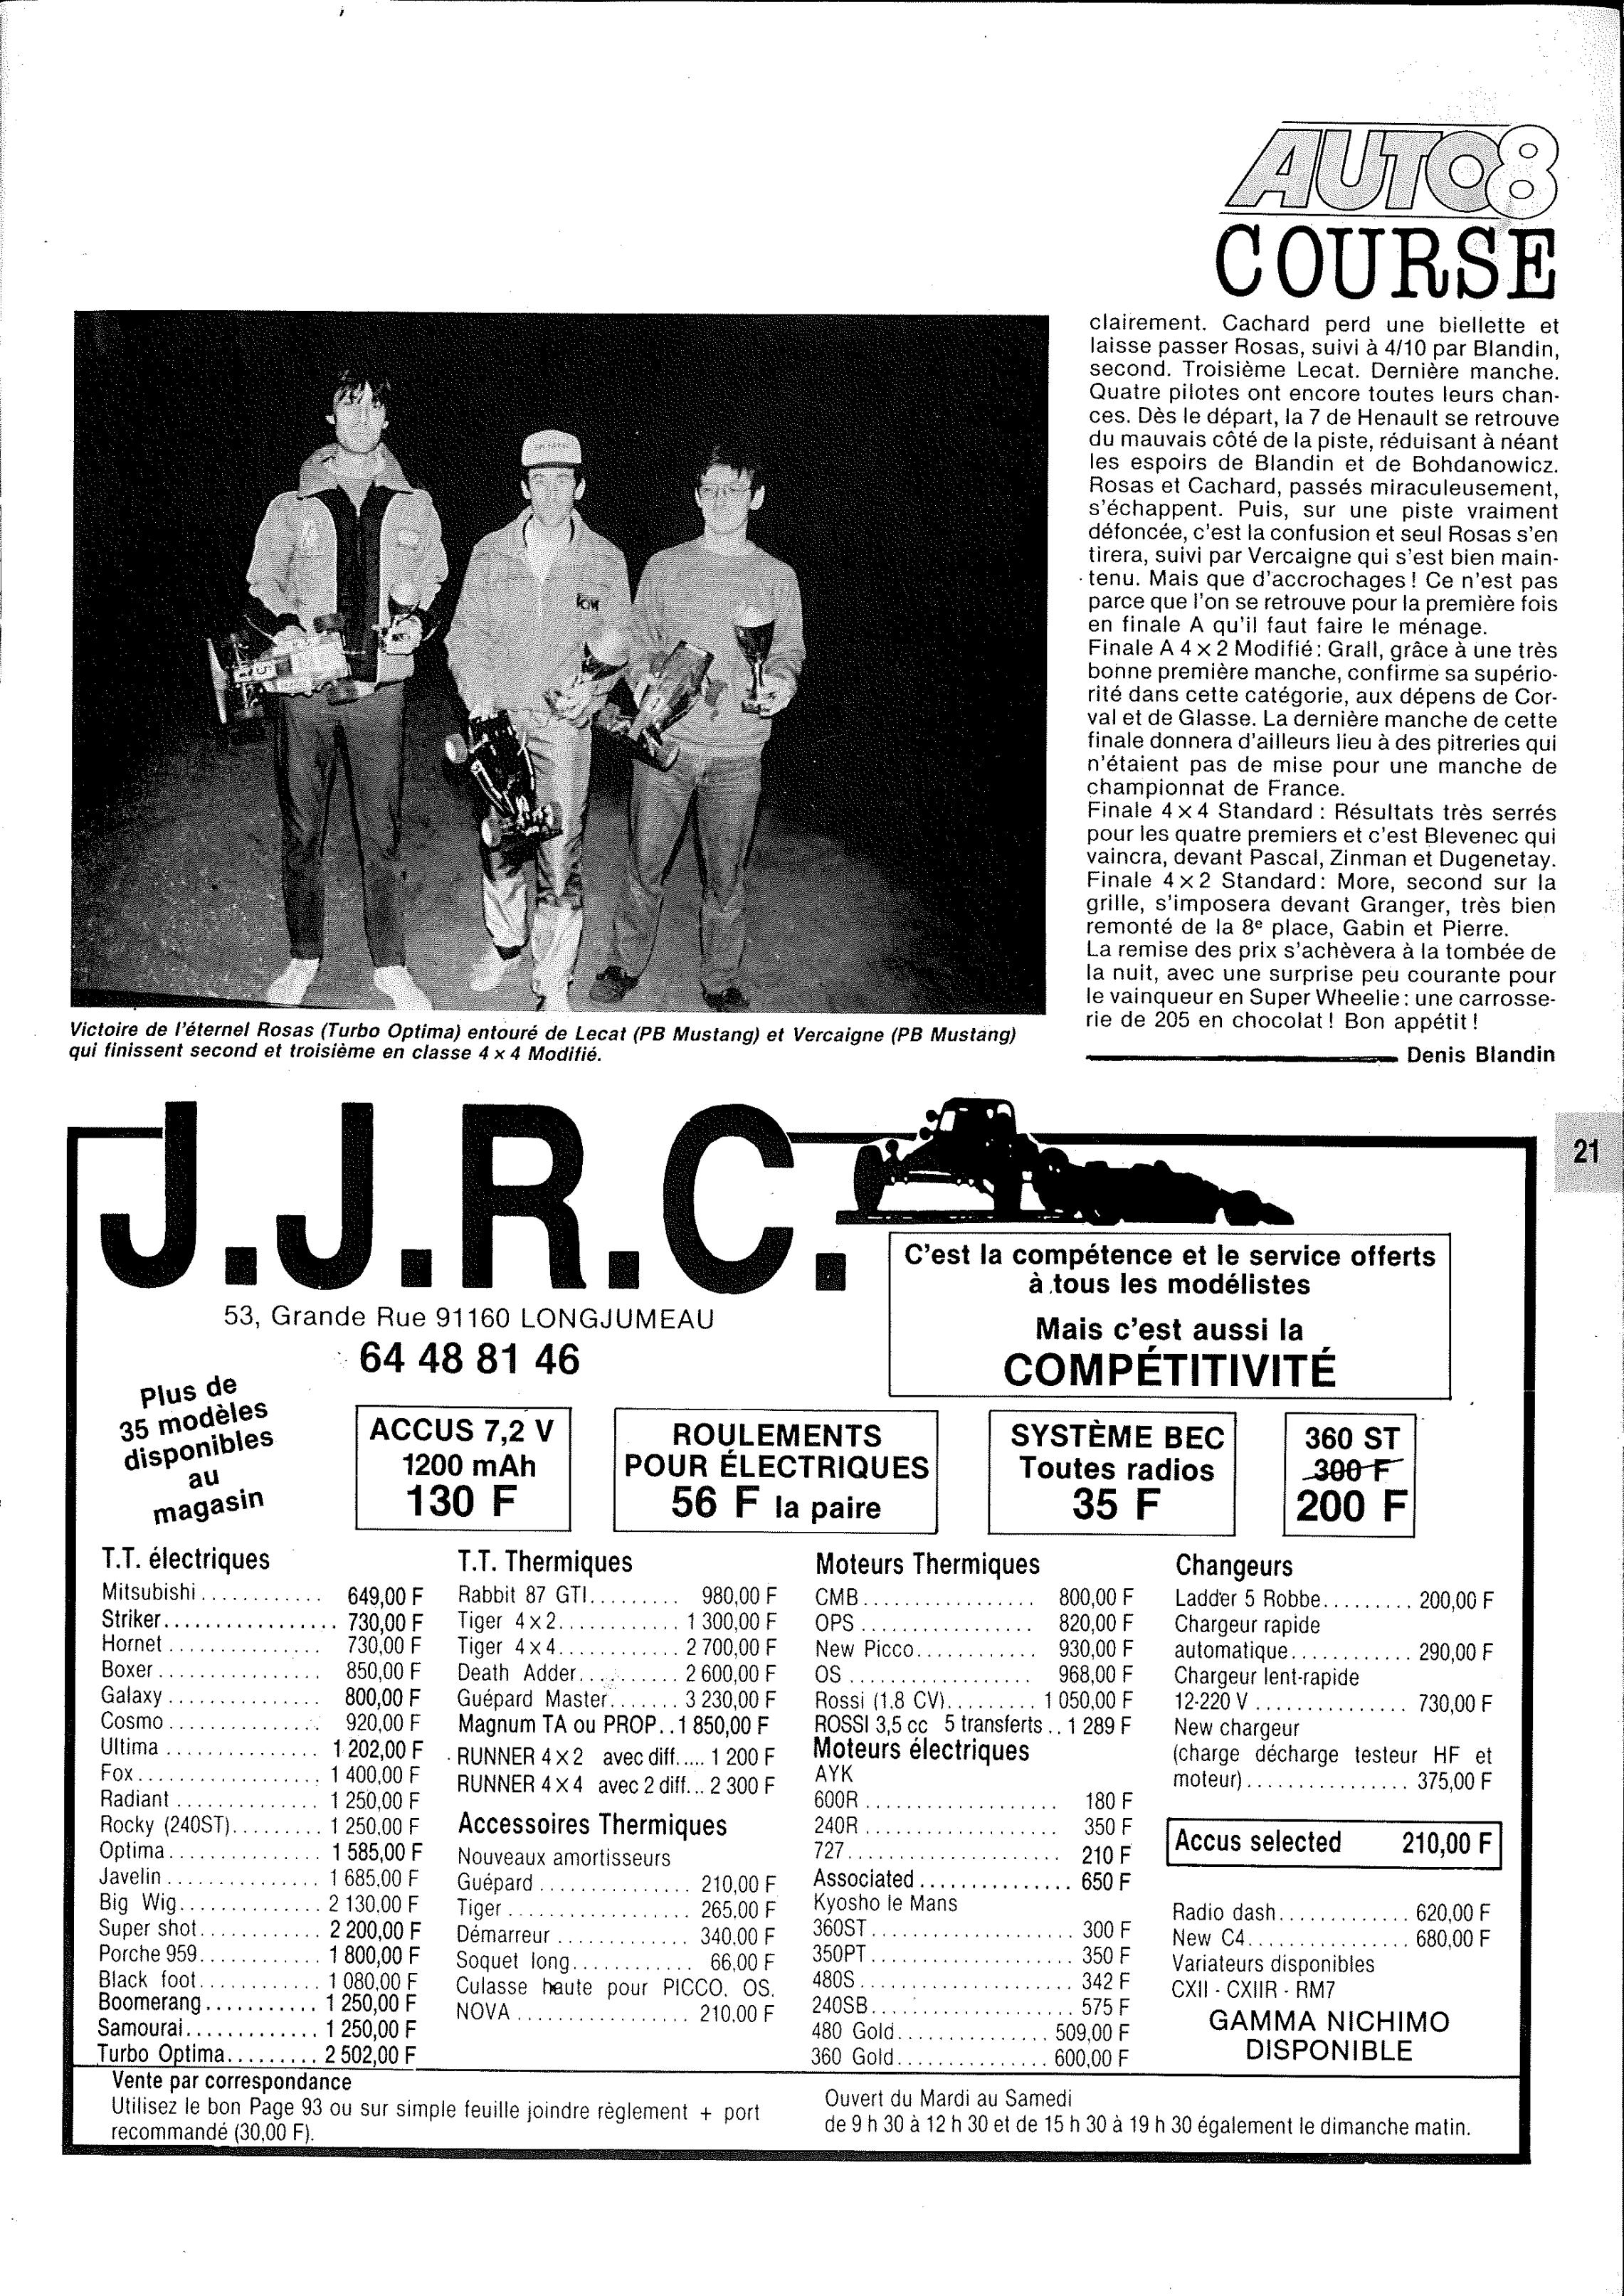 AUTO8
COURSE
clairement. Cachard perd une biellette et
laisse passer Rosas, suivi à 4/10 par Blandin,
second. Troisième Lecat. Dernière manche.
Quatre pilotes ont encore toutes leurs chan-
ces. Dès le départ, la 7 de Henault se retrouve
du mauvais côté de la piste, réduisant à néant
les espoirs de Blandin et de Bohdanowicz.
Rosas et Cachard, passés miraculeusement,
s'échappent. Puis, sur une piste vraiment
défoncée, c'est la confusion et seul Rosas s'en
tirera, suivi par Vercaigne qui s'est bien main-
tenu. Mais que d'accrochages ! Ce n'est pas
parce que l'on se retrouve pour la première fois
en finale A qu'il faut faire le ménage.
Finale A 4 × 2 Modifié : Grall, grâce à une très
bonne première manche, confirme sa supério-
rité dans cette catégorie, aux dépens de Cor-
val et de Glasse. La dernière manche de cette
finale donnera d'ailleurs lieu à des pitreries qui
n'étaient pas de mise pour une manche de
championnat de France.
Finale 4 × 4 Standard : Résultats très serrés
pour les quatre premiers et c'est Blevenec qui
vaincra, devant Pascal, Zinman et Dugenetay.
Finale 4 × 2 Standard : More, second sur la
grille, s'imposera devant Granger, très bien
remonté de la 8e place, Gabin et Pierre.
La remise des prix s'achèvera à la tombée de
la nuit, avec une surprise peu courante pour
le vainqueur en Super Wheelie : une carrosse-
rie de 205 en chocolat ! Bon appétit !
Denis Blandin
Victoire de l'éternel Rosas (Turbo Optima) entouré de Lecat (PB Mustang) et Vercaigne (PB Mustang)
qui finissent second et troisième en classe 4 × 4 Modifié.
21
J.J.R.C.
53, Grande Rue 91160 LONGJUMEAU
64 48 81 46
C'est la compétence et le service offerts
à tous les modélistes
Mais c'est aussi la
COMPÉTITIVITÉ
Plus de
35 modèles
disponibles
au
magasin
ACCUS 7,2 V
1200 mAh
130 F
ROULEMENTS
POUR ÉLECTRIQUES
56 F la paire
SYSTÈME BEC
Toutes radios
35 F
360 ST
300 F
200 F
T.T. électriques
Mitsubishi............ 649,00 F
Striker................. 730,00 F
Hornet............... 730,00 F
Boxer................ 850,00 F
Galaxy............... 800,00 F
Cosmo............... 920,00 F
Ultima............... 1 202,00 F
Fox.................. 1 400,00 F
Radiant.............. 1 250,00 F
Rocky (240ST)......... 1 250,00 F
Optima............... 1 585,00 F
Javelin............... 1 685,00 F
Big Wig.............. 2 130,00 F
Super shot............ 2 200,00 F
Porche 959............ 1 800,00 F
Black foot............ 1 080,00 F
Boomerang........... 1 250,00 F
Samourai............. 1 250,00 F
Turbo Optima......... 2 502,00 F
T.T. Thermiques
Rabbit 87 GTI......... 980,00 F
Tiger 4×2............ 1 300,00 F
Tiger 4×4............ 2 700,00 F
Death Adder.......... 2 600,00 F
Guépard Master....... 3 230,00 F
Magnum TA ou PROP.. 1 850,00 F
RUNNER 4×2 avec diff..... 1 200 F
RUNNER 4×4 avec 2 diff... 2 300 F
Accessoires Thermiques
Nouveaux amortisseurs
Guépard............... 210,00 F
Tiger.................. 265,00 F
Démarreur............. 340,00 F
Soquet long............ 66,00 F
Culasse haute pour PICCO, OS,
NOVA................. 210,00 F
Moteurs Thermiques
CMB................. 800,00 F
OPS................. 820,00 F
New Picco............ 930,00 F
OS.................. 968,00 F
Rossi (1.8 CV)......... 1 050,00 F
ROSSI 3,5 cc 5 transferts.. 1 289 F
Moteurs électriques
AYK
600R................... 180 F
240R................... 350 F
727..................... 210 F
Associated............... 650 F
Kyosho le Mans
360ST.................... 300 F
350PT.................... 350 F
480S..................... 342 F
240SB.................... 575 F
480 Gold............... 509,00 F
360 Gold............... 600,00 F
Changeurs
Ladder 5 Robbe......... 200,00 F
Chargeur rapide
automatique............ 290,00 F
Chargeur lent-rapide
12-220 V............... 730,00 F
New chargeur
(charge décharge testeur HF et
moteur)................ 375,00 F
Accus selected 210,00 F
Radio dash............. 620,00 F
New C4................ 680,00 F
Variateurs disponibles
CXII - CXIIR - RM7
GAMMA NICHIMO
DISPONIBLE
Vente par correspondance
Utilisez le bon Page 93 ou sur simple feuille joindre règlement + port
recommandé (30,00 F).
Ouvert du Mardi au Samedi
de 9 h 30 à 12 h 30 et de 15 h 30 à 19 h 30 également le dimanche matin.